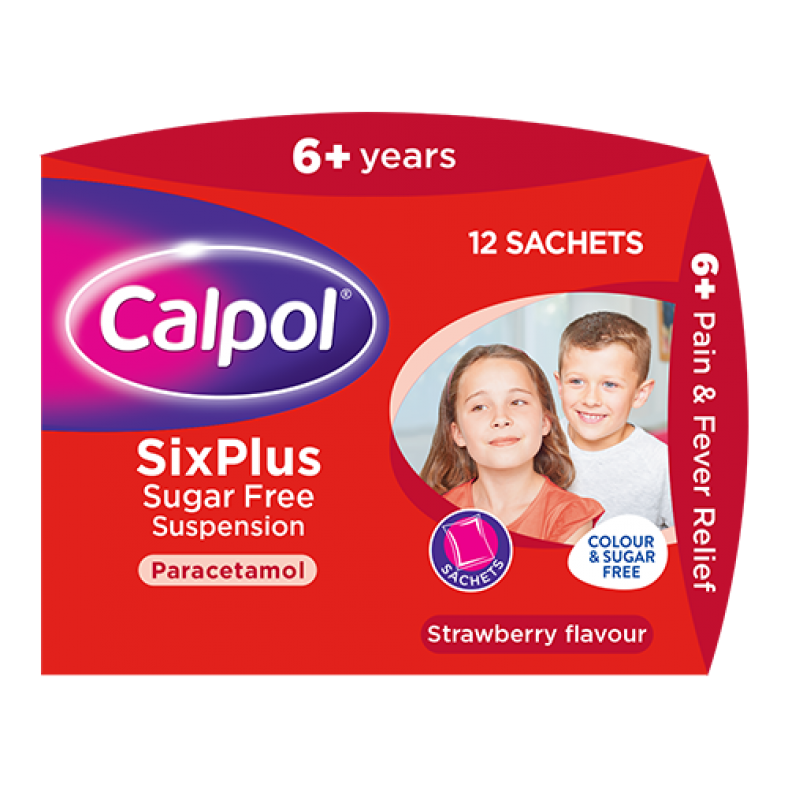 6+ years
12 SACHETS
Calpol®
SixPlus
Sugar Free
Suspension
Paracetamol
SACHETS
COLOUR
& SUGAR
FREE
Strawberry flavour
6+ Pain & Fever Relief